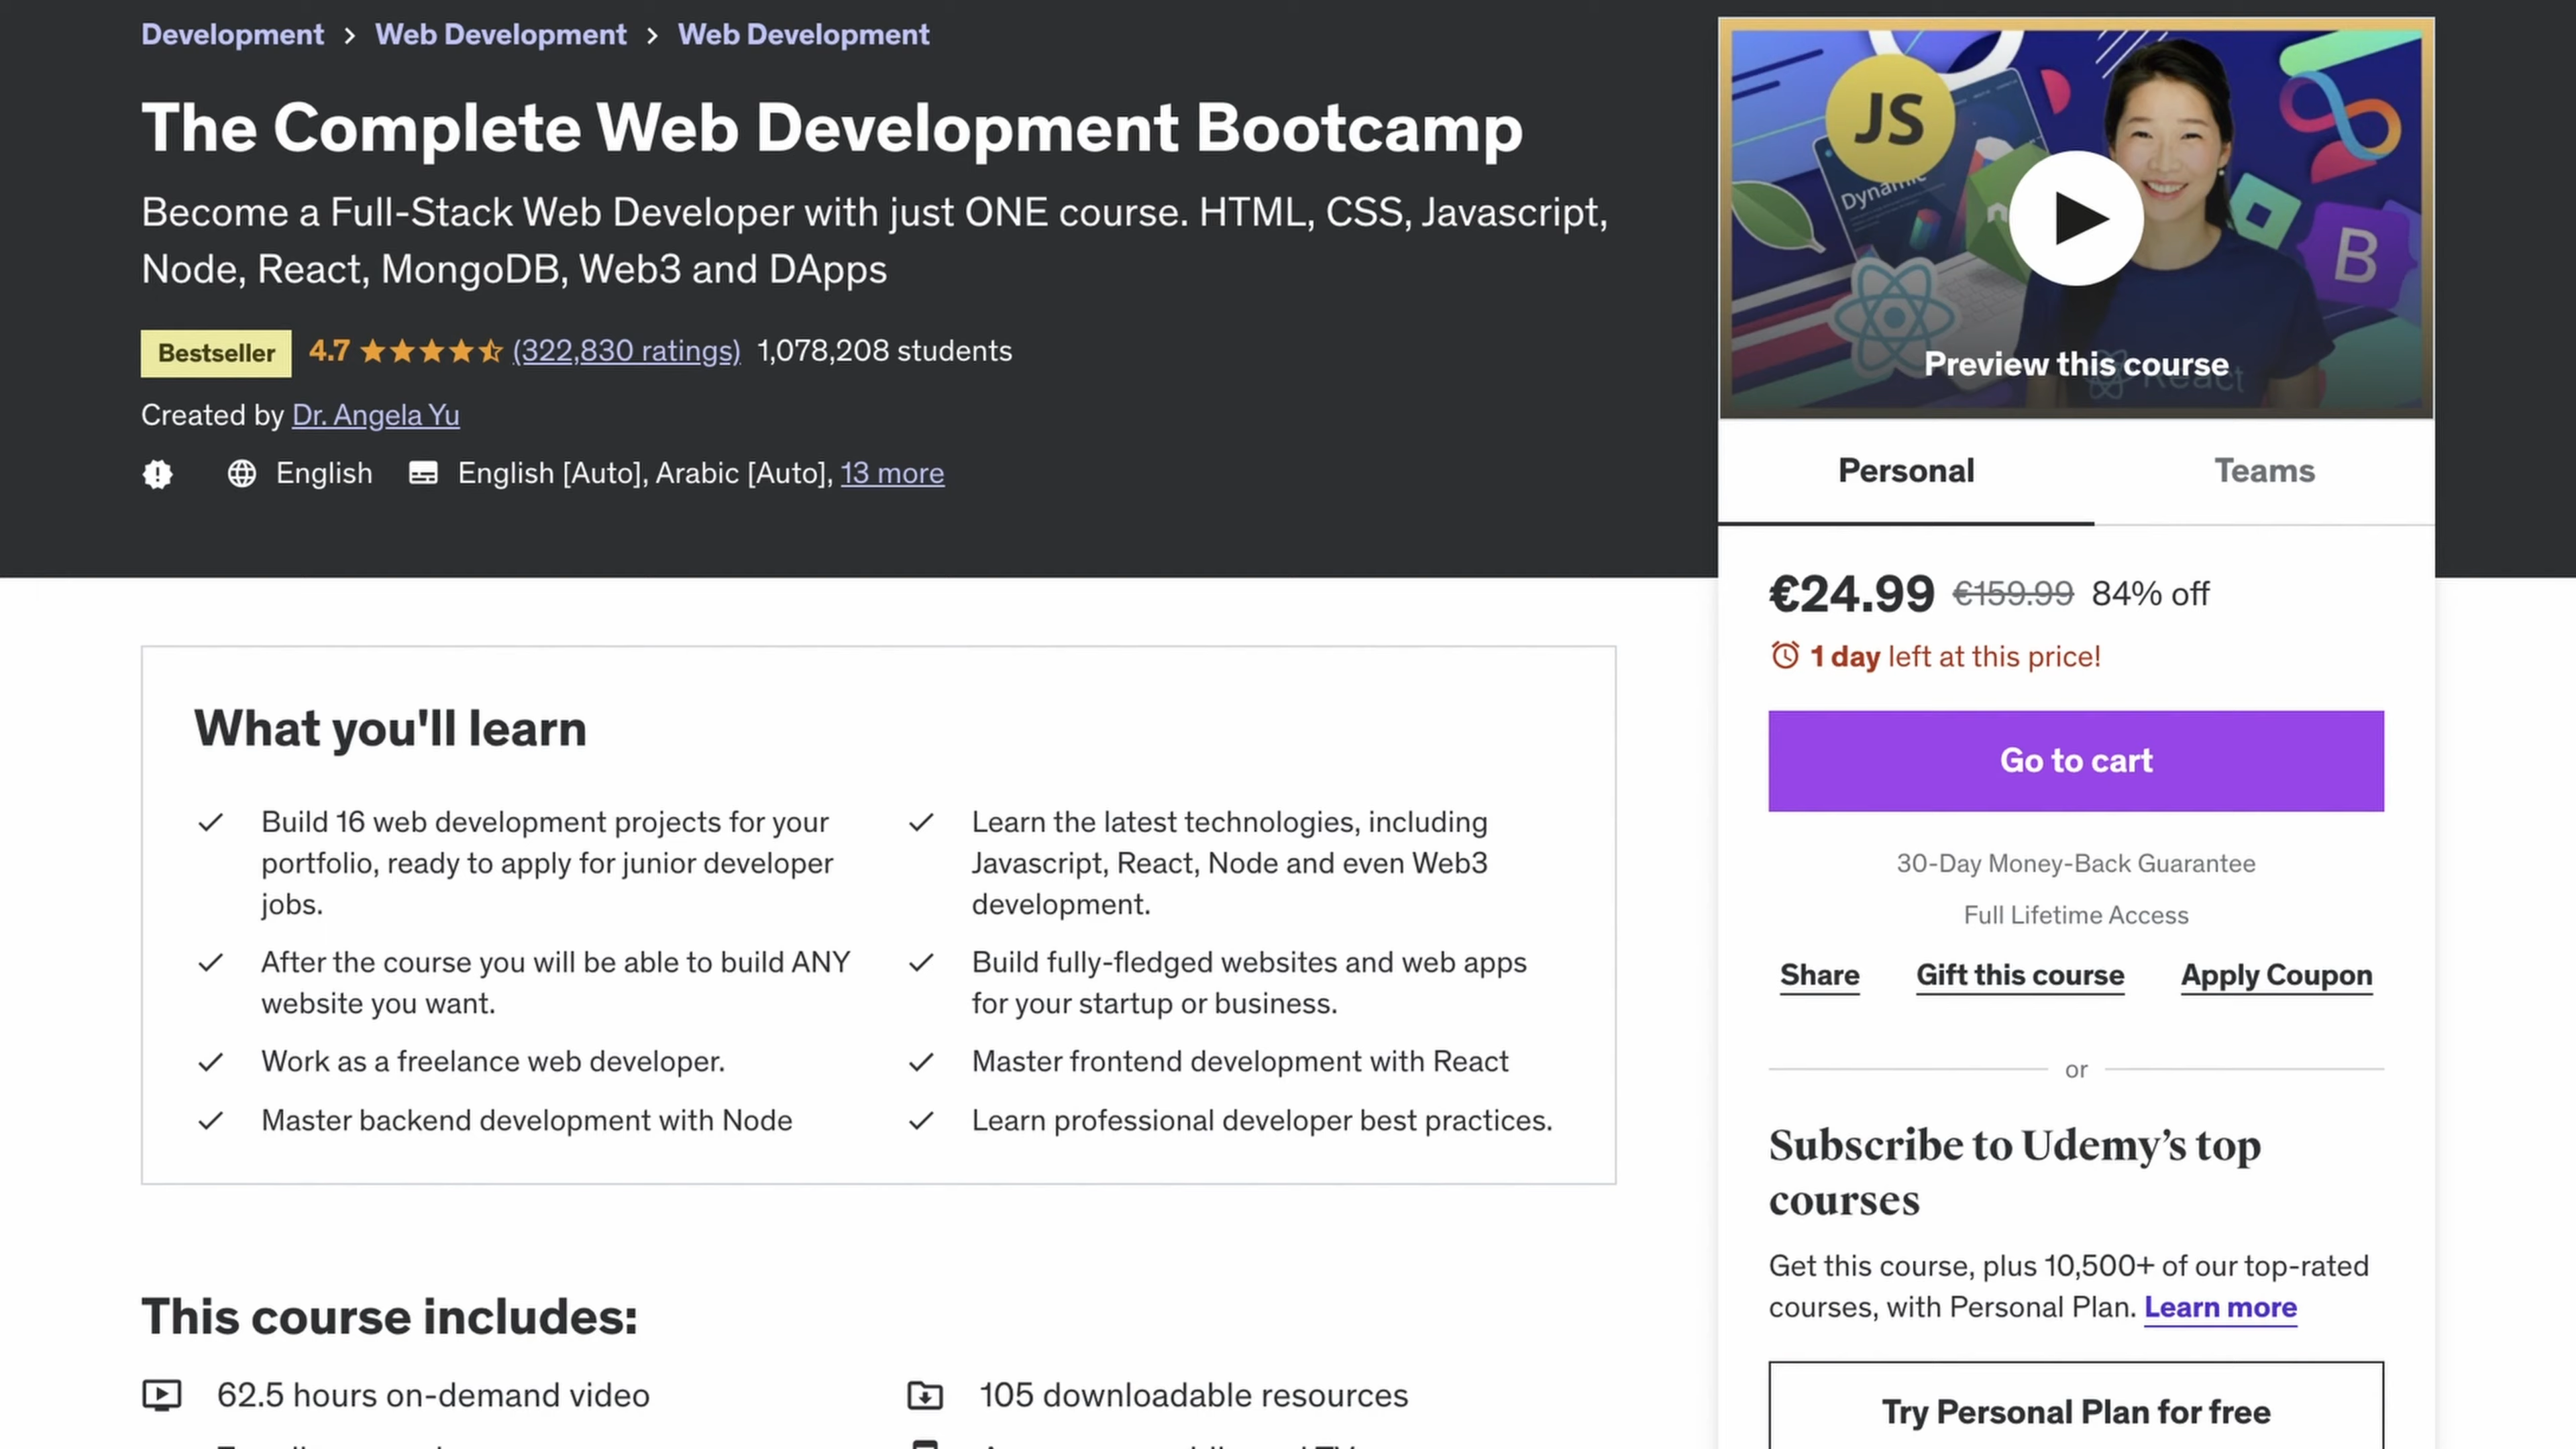 Development > Web Development > Web Development
The Complete Web Development Bootcamp
Become a Full-Stack Web Developer with just ONE course. HTML, CSS, Javascript,
Node, React, MongoDB, Web3 and DApps
Bestseller 4.7 (322,830 ratings) 1,078,208 students
Created by Dr. Angela Yu
English English [Auto], Arabic [Auto], 13 more
What you'll learn
Build 16 web development projects for your
portfolio, ready to apply for junior developer
jobs.
After the course you will be able to build ANY
website you want.
Work as a freelance web developer.
Master backend development with Node
Learn the latest technologies, including
Javascript, React, Node and even Web3
development.
Build fully-fledged websites and web apps
for your startup or business.
Master frontend development with React
Learn professional developer best practices.
This course includes:
62.5 hours on-demand video
105 downloadable resources
JS
Dynamic
B
Preview this course
React
Personal Teams
€24.99 €159.99 84% off
1 day left at this price!
Go to cart
30-Day Money-Back Guarantee
Full Lifetime Access
Share Gift this course Apply Coupon
or
Subscribe to Udemy’s top
courses
Get this course, plus 10,500+ of our top-rated
courses, with Personal Plan. Learn more
Try Personal Plan for free